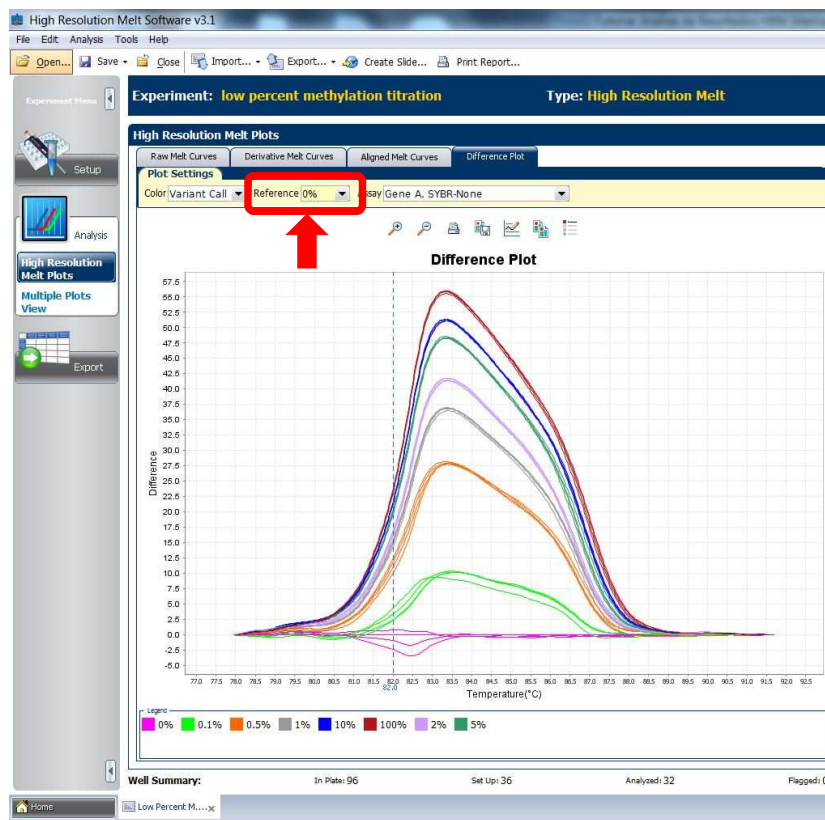 High Resolution Melt Software v3.1
File Edit Analysis Tools Help
Open... Save Close Import... Export... Create Slide... Print Report...
Experiment Menu
Experiment: low percent methylation titration Type: High Resolution Melt
High Resolution Melt Plots
Setup
Raw Melt Curves Derivative Melt Curves Aligned Melt Curves Difference Plot
Plot Settings
Color Variant Call Reference 0% Assay Gene A, SYBR-None
Analysis
High Resolution
Melt Plots
Multiple Plots
View
Export
Difference Plot
57.5
55.0
52.5
50.0
47.5
45.0
42.5
40.0
37.5
35.0
32.5
30.0
27.5
25.0
22.5
20.0
17.5
15.0
12.5
10.0
7.5
5.0
2.5
0.0
-2.5
-5.0
Difference
77.0 77.5 78.0 78.5 79.0 79.5 80.0 80.5 81.0 81.5 82.0 82.5 83.0 83.5 84.0 84.5 85.0 85.5 86.0 86.5 87.0 87.5 88.0 88.5 89.0 89.5 90.0 90.5 91.0 91.5 92.0 92.5
82.0
Temperature(°C)
Legend
0% 0.1% 0.5% 1% 10% 100% 2% 5%
Well Summary: In Plate: 96 Set Up: 36 Analyzed: 32 Flagged:
Home Low Percent M....x